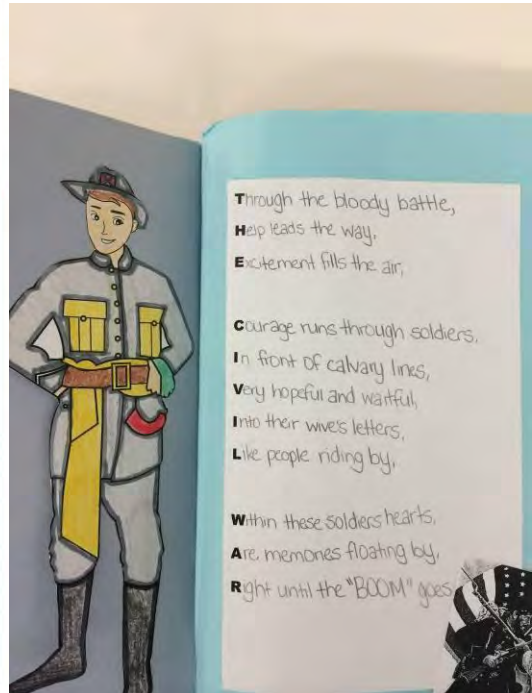 Through the bloody battle,
Help leads the way,
Excitement fills the air,
Courage runs through soldiers,
In front of calvary lines,
Very hopeful and waitful,
Into their wive's letters,
Like people riding by,
Within these soldiers hearts,
Are memories floating by,
Right until the "BOOM" goes